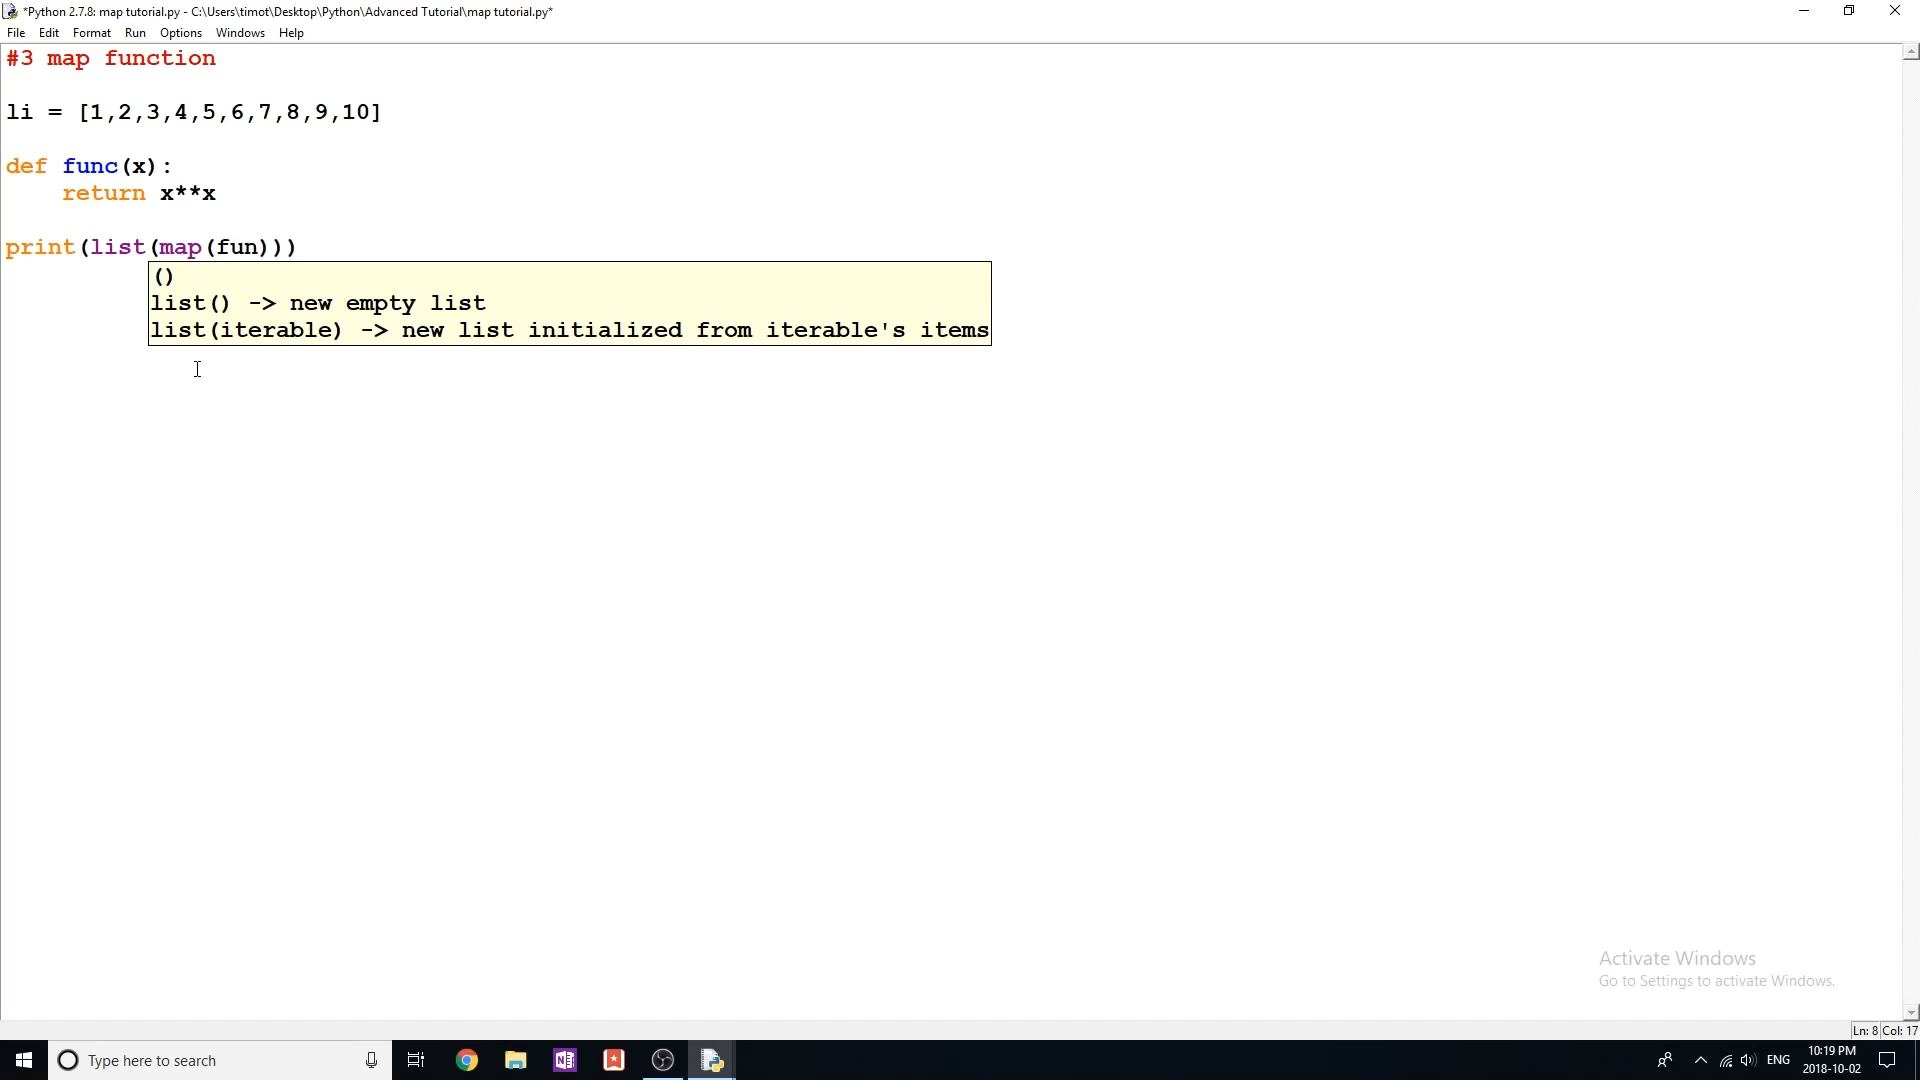 *Python 2.7.8: map tutorial.py - C:\Users\timot\Desktop\Python\Advanced Tutorial\map tutorial.py*
File Edit Format Run Options Windows Help
#3 map function
li = [1,2,3,4,5,6,7,8,9,10]
def func(x):
    return x**x
print(list(map(fun)))
()
list() -> new empty list
list(iterable) -> new list initialized from iterable's items
Activate Windows
Go to Settings to activate Windows.
Ln: 8 Col: 17
Type here to search
N
ENG
10:19 PM
2018-10-02